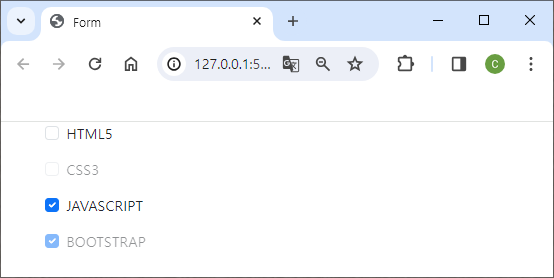 Form
127.0.0.1:5...
C
HTML5
CSS3
JAVASCRIPT
BOOTSTRAP